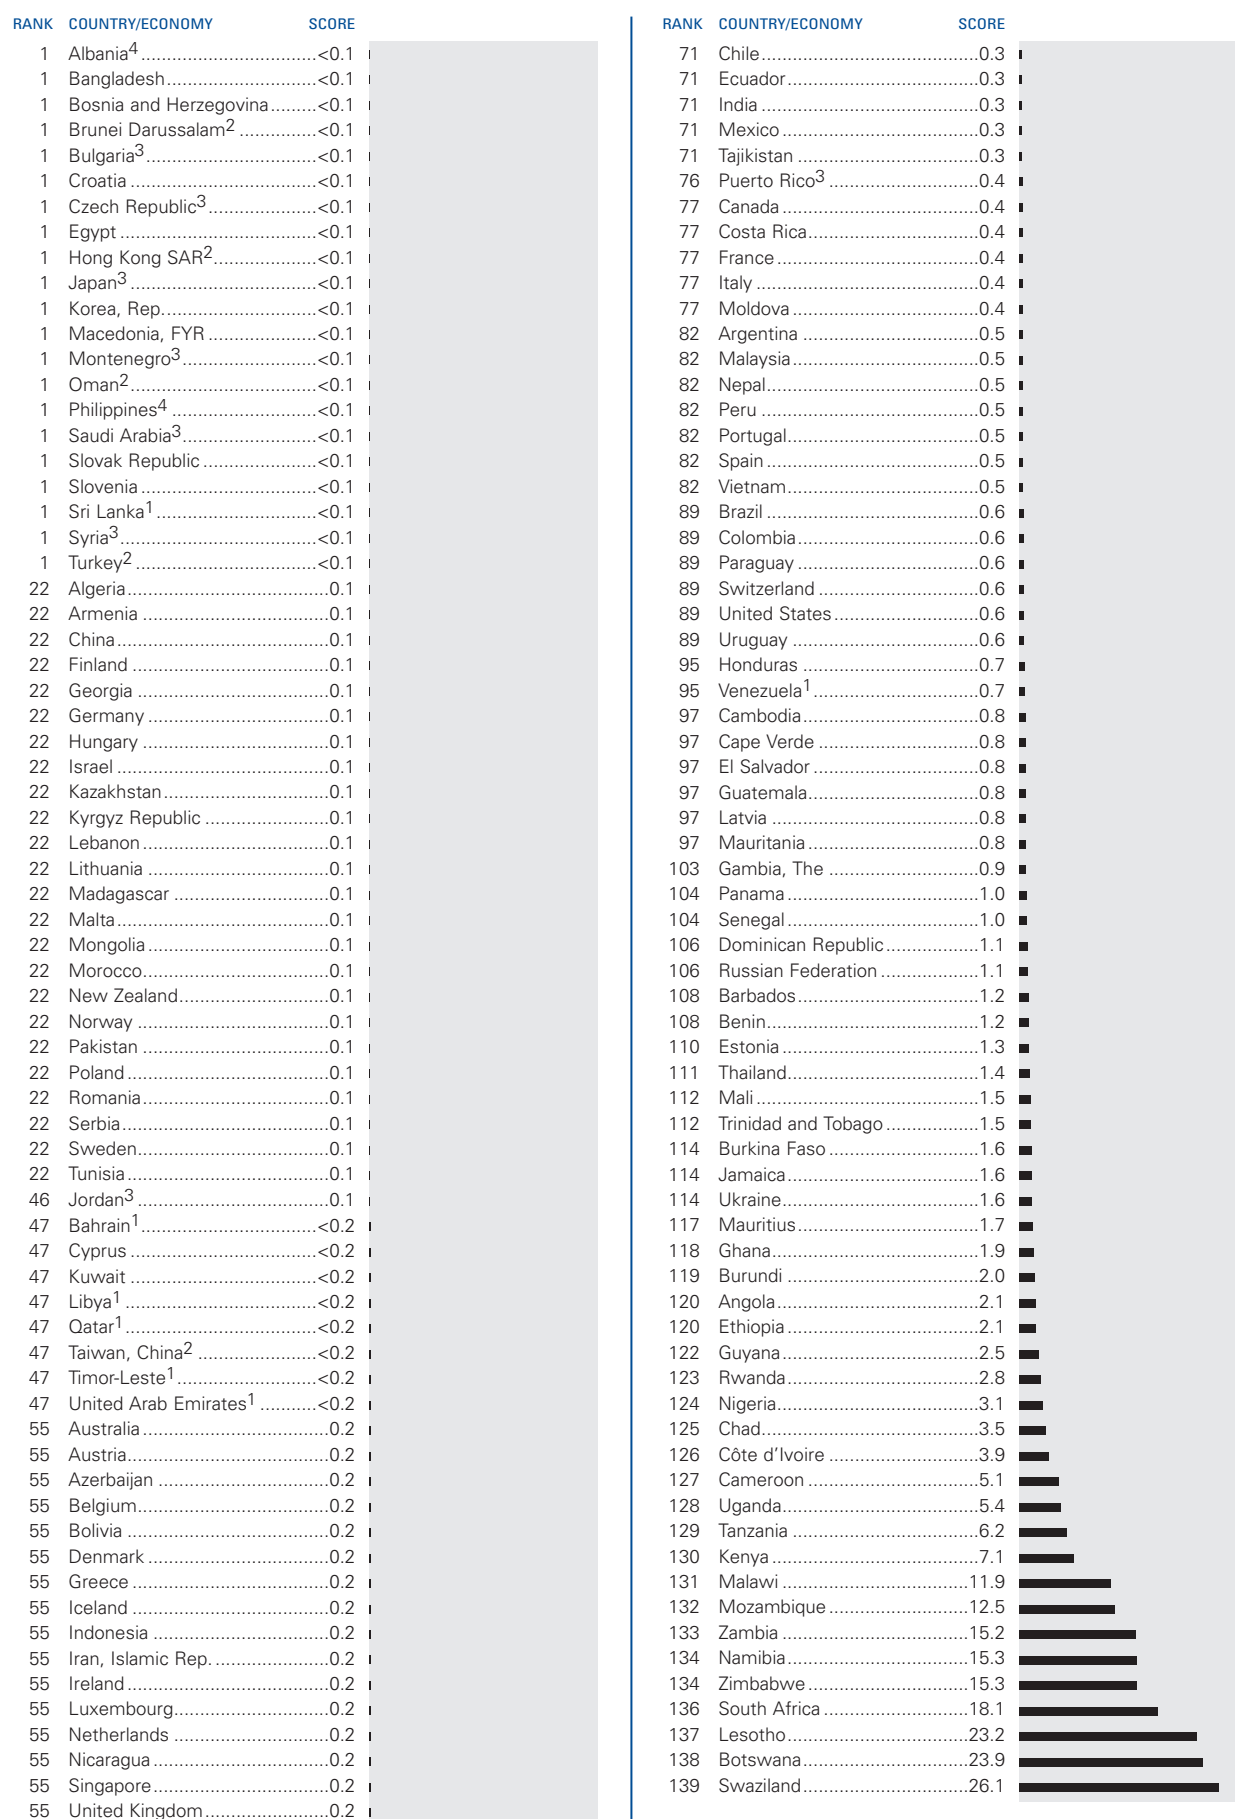 RANK COUNTRY/ECONOMY SCORE
1 Albania4 <0.1
1 Bangladesh <0.1
1 Bosnia and Herzegovina <0.1
1 Brunei Darussalam2 <0.1
1 Bulgaria3 <0.1
1 Croatia <0.1
1 Czech Republic3 <0.1
1 Egypt <0.1
1 Hong Kong SAR2 <0.1
1 Japan3 <0.1
1 Korea, Rep. <0.1
1 Macedonia, FYR <0.1
1 Montenegro3 <0.1
1 Oman2 <0.1
1 Philippines4 <0.1
1 Saudi Arabia3 <0.1
1 Slovak Republic <0.1
1 Slovenia <0.1
1 Sri Lanka1 <0.1
1 Syria3 <0.1
1 Turkey2 <0.1
22 Algeria 0.1
22 Armenia 0.1
22 China 0.1
22 Finland 0.1
22 Georgia 0.1
22 Germany 0.1
22 Hungary 0.1
22 Israel 0.1
22 Kazakhstan 0.1
22 Kyrgyz Republic 0.1
22 Lebanon 0.1
22 Lithuania 0.1
22 Madagascar 0.1
22 Malta 0.1
22 Mongolia 0.1
22 Morocco 0.1
22 New Zealand 0.1
22 Norway 0.1
22 Pakistan 0.1
22 Poland 0.1
22 Romania 0.1
22 Serbia 0.1
22 Sweden 0.1
22 Tunisia 0.1
46 Jordan3 0.1
47 Bahrain1 <0.2
47 Cyprus <0.2
47 Kuwait <0.2
47 Libya1 <0.2
47 Qatar1 <0.2
47 Taiwan, China2 <0.2
47 Timor-Leste1 <0.2
47 United Arab Emirates1 <0.2
55 Australia 0.2
55 Austria 0.2
55 Azerbaijan 0.2
55 Belgium 0.2
55 Bolivia 0.2
55 Denmark 0.2
55 Greece 0.2
55 Iceland 0.2
55 Indonesia 0.2
55 Iran, Islamic Rep. 0.2
55 Ireland 0.2
55 Luxembourg 0.2
55 Netherlands 0.2
55 Nicaragua 0.2
55 Singapore 0.2
55 United Kingdom 0.2
RANK COUNTRY/ECONOMY SCORE
71 Chile 0.3
71 Ecuador 0.3
71 India 0.3
71 Mexico 0.3
71 Tajikistan 0.3
76 Puerto Rico3 0.4
77 Canada 0.4
77 Costa Rica 0.4
77 France 0.4
77 Italy 0.4
77 Moldova 0.4
82 Argentina 0.5
82 Malaysia 0.5
82 Nepal 0.5
82 Peru 0.5
82 Portugal 0.5
82 Spain 0.5
82 Vietnam 0.5
89 Brazil 0.6
89 Colombia 0.6
89 Paraguay 0.6
89 Switzerland 0.6
89 United States 0.6
89 Uruguay 0.6
95 Honduras 0.7
95 Venezuela1 0.7
97 Cambodia 0.8
97 Cape Verde 0.8
97 El Salvador 0.8
97 Guatemala 0.8
97 Latvia 0.8
97 Mauritania 0.8
103 Gambia, The 0.9
104 Panama 1.0
104 Senegal 1.0
106 Dominican Republic 1.1
106 Russian Federation 1.1
108 Barbados 1.2
108 Benin 1.2
110 Estonia 1.3
111 Thailand 1.4
112 Mali 1.5
112 Trinidad and Tobago 1.5
114 Burkina Faso 1.6
114 Jamaica 1.6
114 Ukraine 1.6
117 Mauritius 1.7
118 Ghana 1.9
119 Burundi 2.0
120 Angola 2.1
120 Ethiopia 2.1
122 Guyana 2.5
123 Rwanda 2.8
124 Nigeria 3.1
125 Chad 3.5
126 Côte d’Ivoire 3.9
127 Cameroon 5.1
128 Uganda 5.4
129 Tanzania 6.2
130 Kenya 7.1
131 Malawi 11.9
132 Mozambique 12.5
133 Zambia 15.2
134 Namibia 15.3
134 Zimbabwe 15.3
136 South Africa 18.1
137 Lesotho 23.2
138 Botswana 23.9
139 Swaziland 26.1